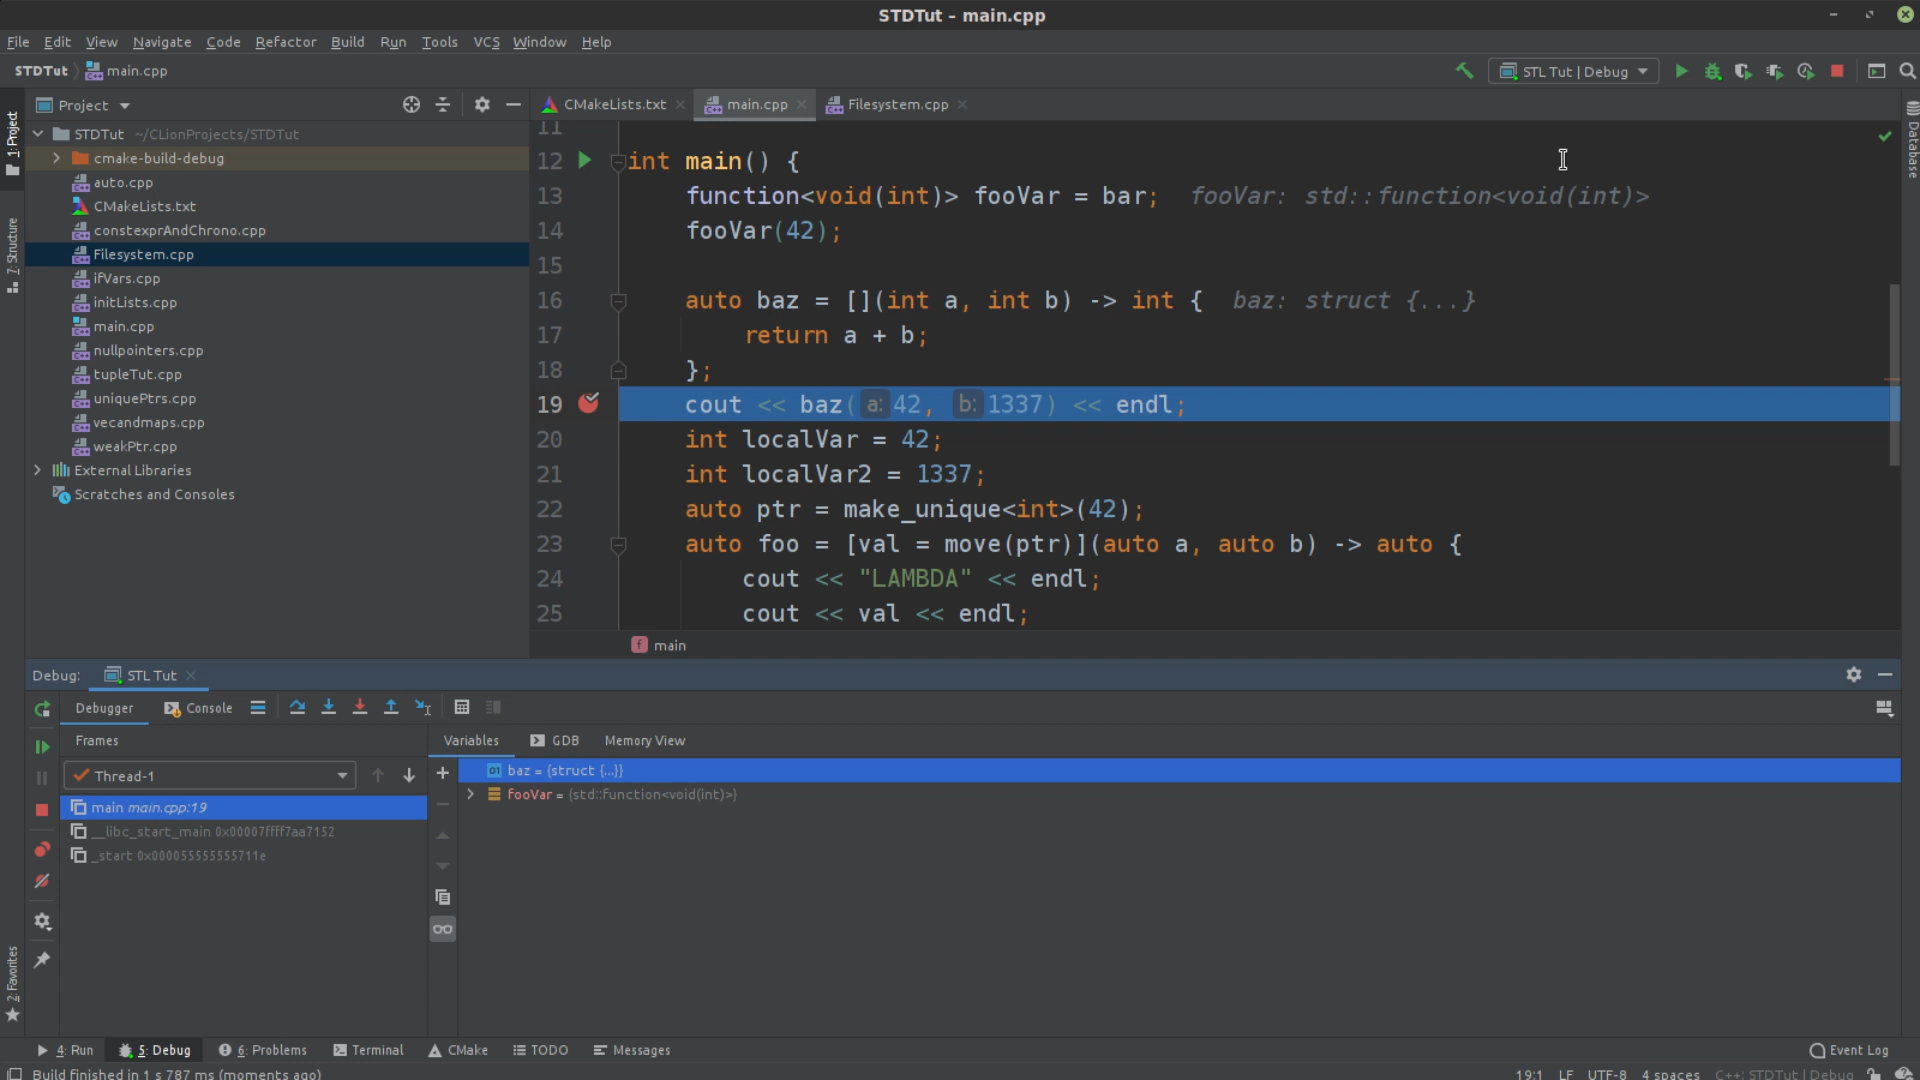 STDTut – main.cpp
File Edit View Navigate Code Refactor Build Run Tools VCS Window Help
STDTut main.cpp STL Tut | Debug
Project CMakeLists.txt main.cpp Filesystem.cpp
1: Project
7: Structure
2: Favorites
Database
STDTut ~/CLionProjects/STDTut
cmake-build-debug
auto.cpp
CMakeLists.txt
constexprAndChrono.cpp
Filesystem.cpp
ifVars.cpp
initLists.cpp
main.cpp
nullpointers.cpp
tupleTut.cpp
uniquePtrs.cpp
vecandmaps.cpp
weakPtr.cpp
External Libraries
Scratches and Consoles
11
12 int main() {
13 function<void(int)> fooVar = bar; fooVar: std::function<void(int)>
14 fooVar(42);
15
16 auto baz = [](int a, int b) -> int { baz: struct {...}
17 return a + b;
18 };
19 cout << baz( a: 42, b: 1337) << endl;
20 int localVar = 42;
21 int localVar2 = 1337;
22 auto ptr = make_unique<int>(42);
23 auto foo = [val = move(ptr)](auto a, auto b) -> auto {
24 cout << "LAMBDA" << endl;
25 cout << val << endl;
f main
Debug: STL Tut
Debugger Console
Frames Variables GDB Memory View
Thread-1
main main.cpp:19
__libc_start_main 0x00007ffff7aa7152
_start 0x000055555555711e
baz = {struct {...}}
fooVar = {std::function<void(int)>}
4: Run 5: Debug 6: Problems Terminal CMake TODO Messages Event Log
Build finished in 1 s 787 ms (moments ago) 19:1 LF UTF-8 4 spaces C++: STDTut | Debug